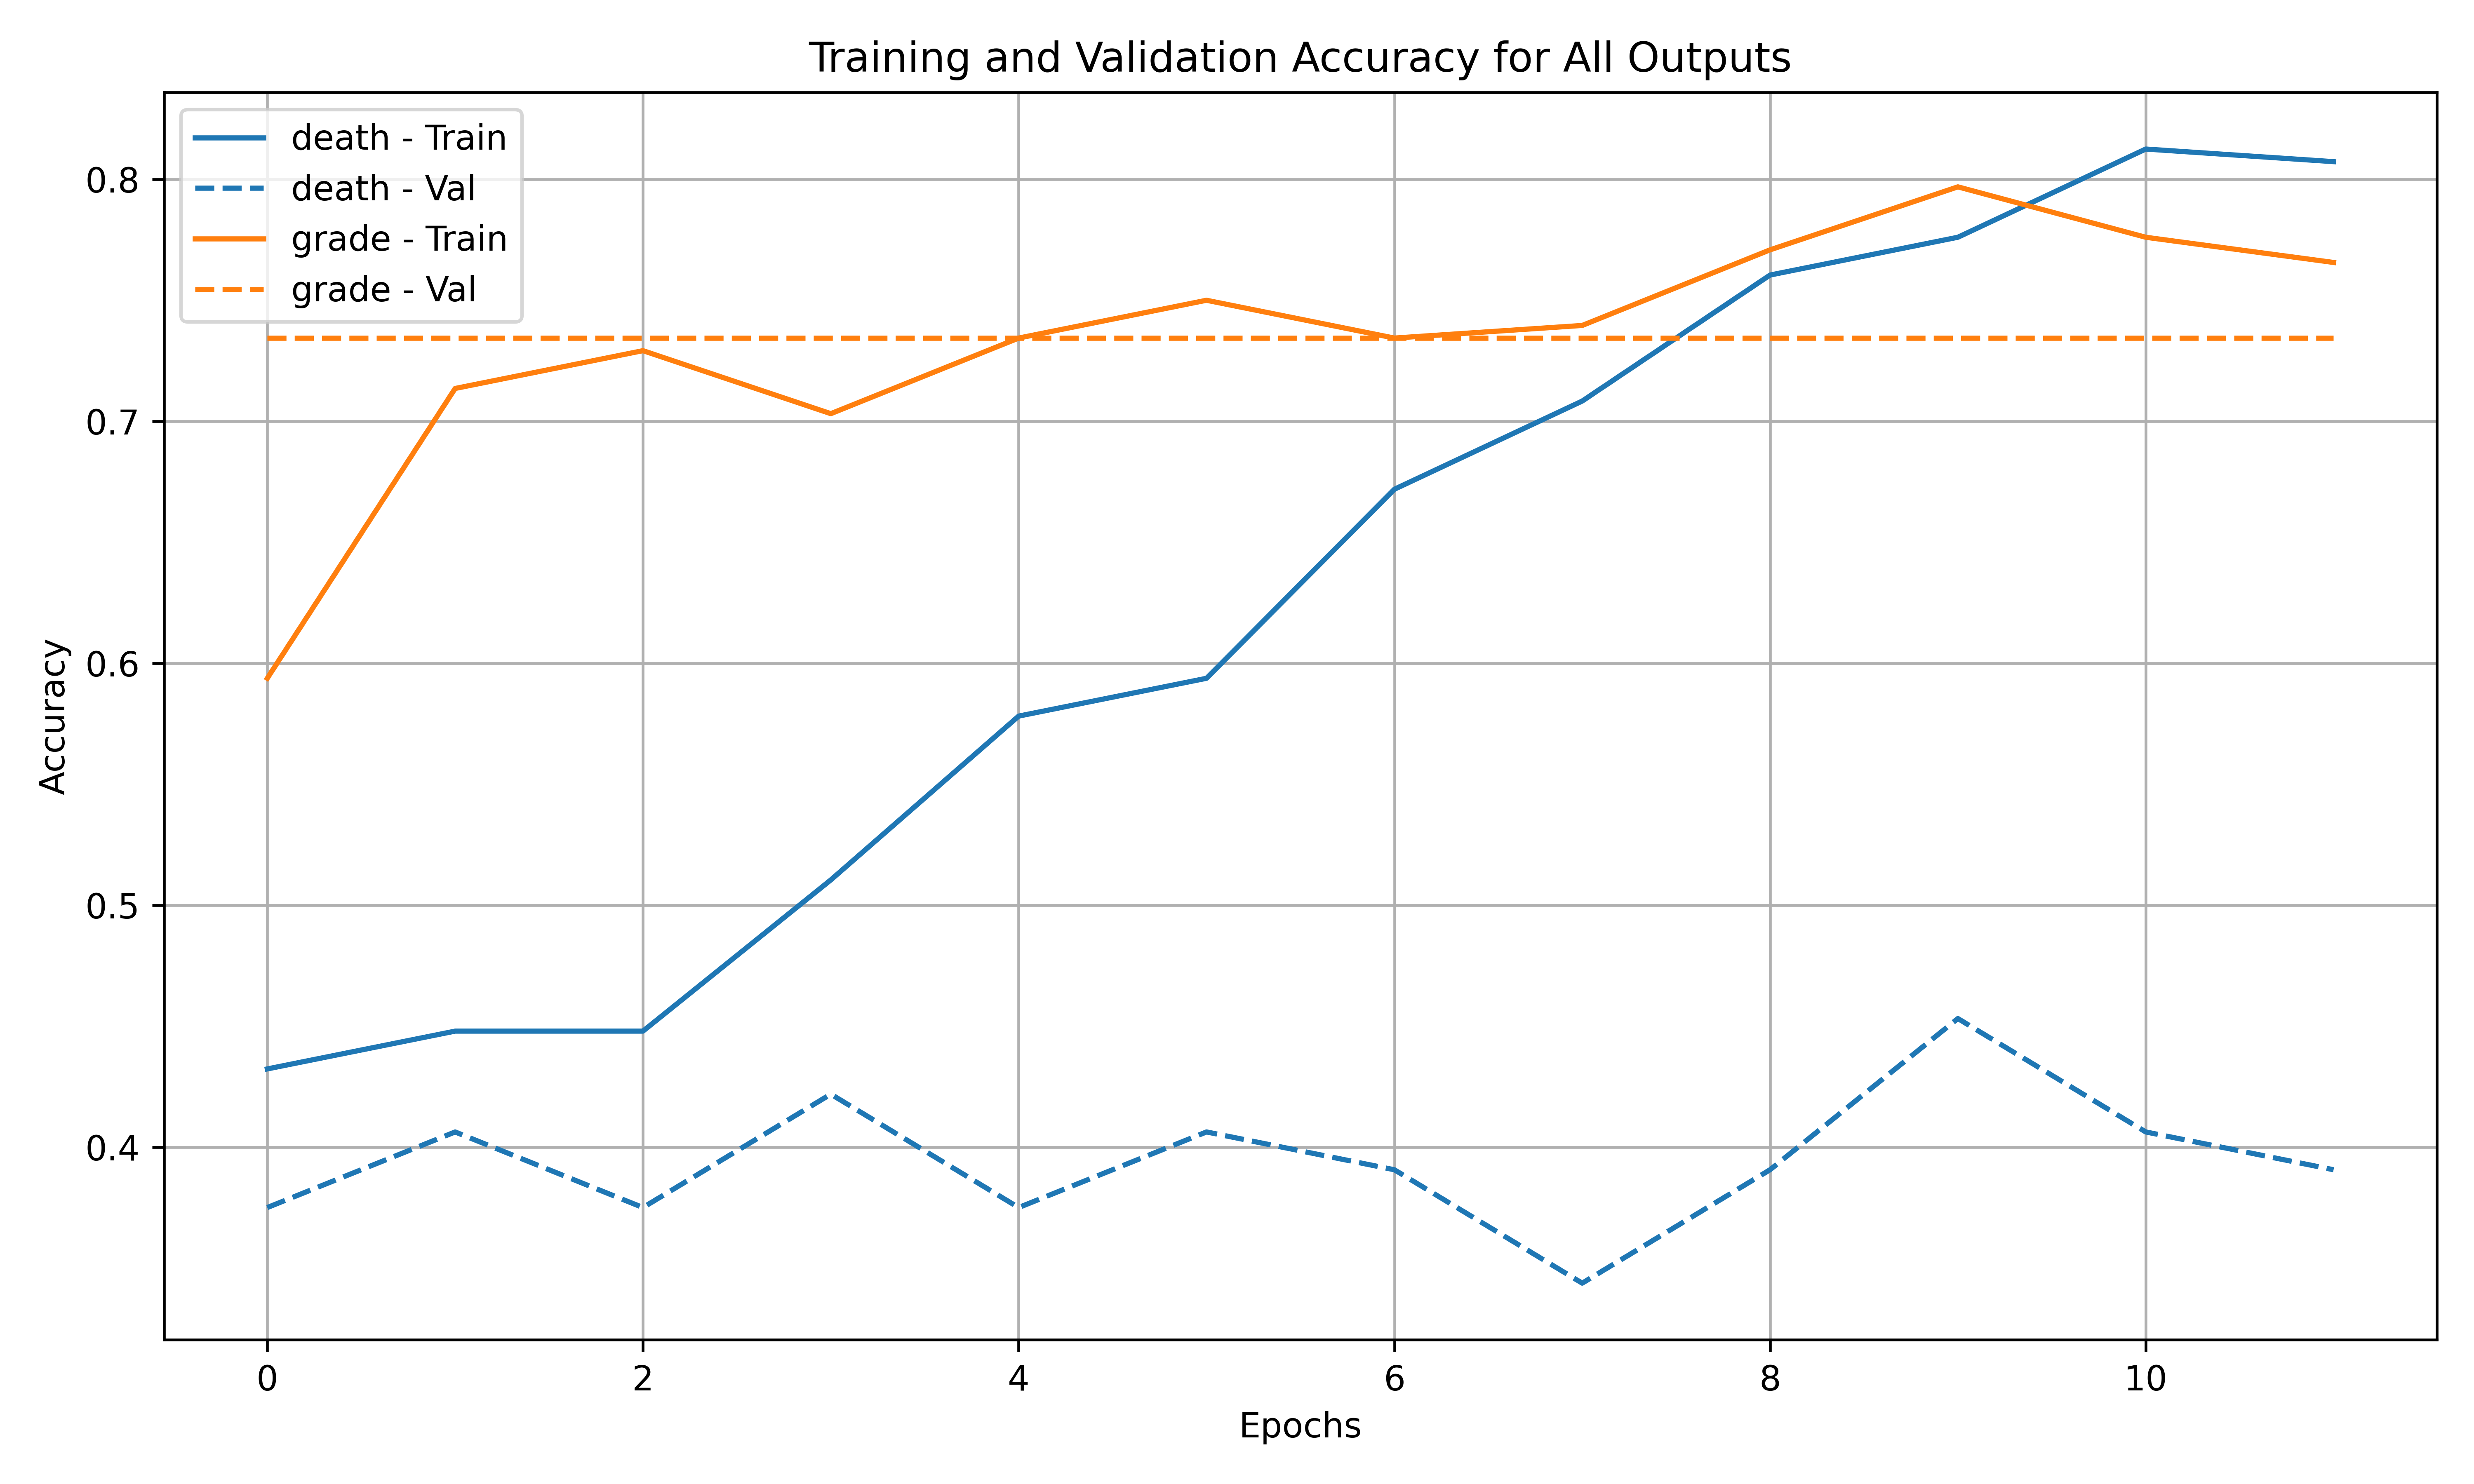 Training and Validation Accuracy for All Outputs
death - Train
death - Val
grade - Train
grade - Val
0.8
0.7
0.6
0.5
0.4
Accuracy
0 2 4 6 8 10
Epochs